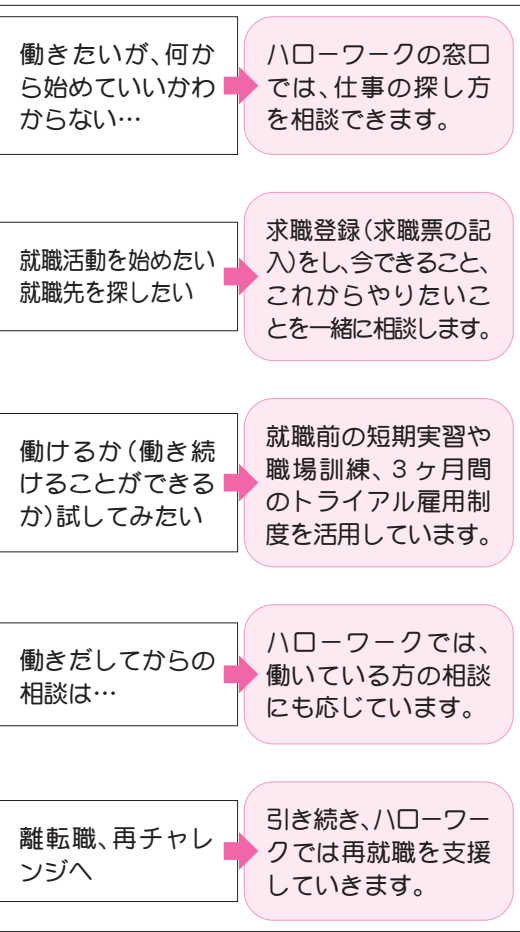 働きたいが、何か
ら始めていいかわ
からない…
ハローワークの窓口
では、仕事の探し方
を相談できます。
就職活動を始めたい
就職先を探したい
求職登録（求職票の記
入）をし、今できること、
これからやりたいこ
とを一緒に相談します。
働けるか（働き続
けることができる
か）試してみたい
就職前の短期実習や
職場訓練、3ヶ月間
のトライアル雇用制
度を活用しています。
働きだしてからの
相談は…
ハローワークでは、
働いている方の相談
にも応じています。
離転職、再チャレ
ンジへ
引き続き、ハローワー
クでは再就職を支援
していきます。